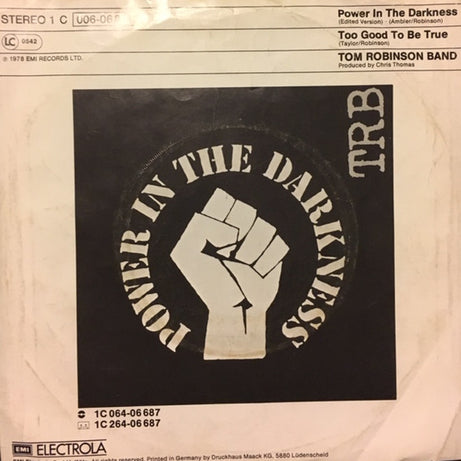 STEREO 1 C
Power In The Darkness
(Edited Version) · (Ambler/Robinson)
LC 0542
Too Good To Be True
(Taylor/Robinson)
℗ 1978 EMI RECORDS LTD.
TOM ROBINSON BAND
Produced by Chris Thomas
TRB
POWER IN THE DARKNESS
1C 064-06 687
1C 264-06 687
EMI ELECTROLA
All rights reserved. Printed in Germany by Druckhaus Maack KG, 5880 Lüdenscheid